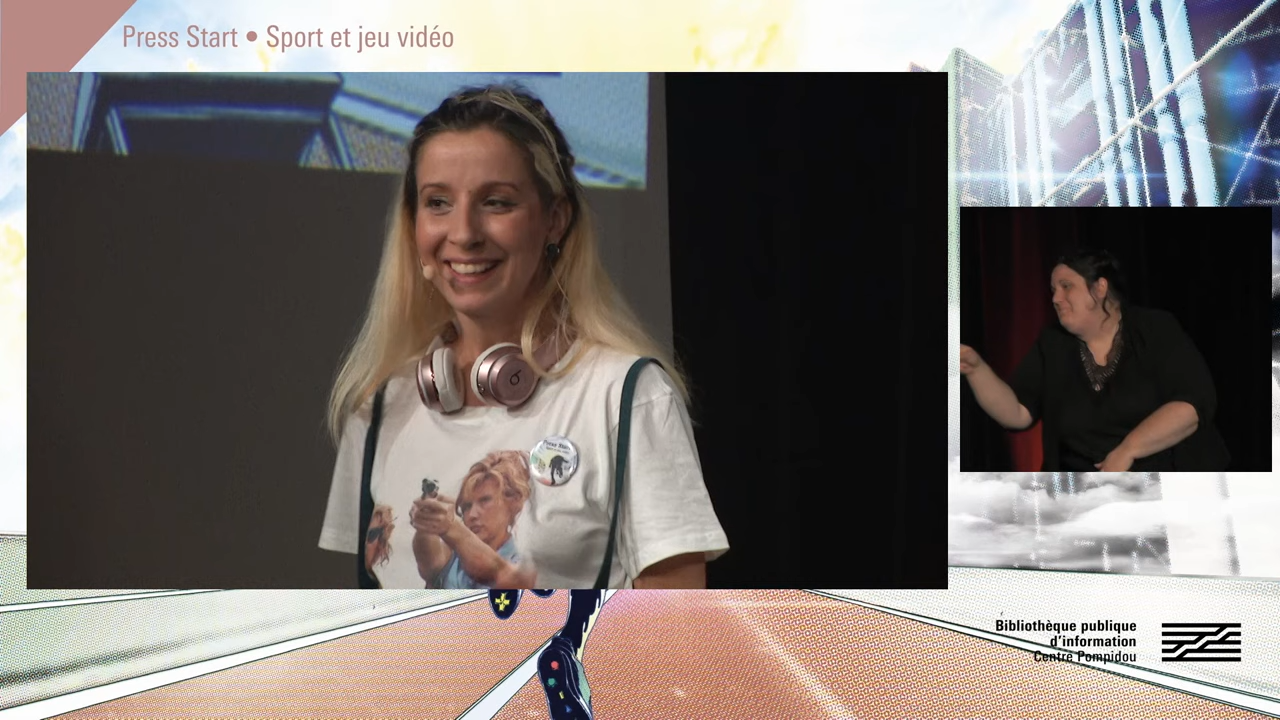 Press Start • Sport et jeu vidéo
Bibliothèque publique
d'information
Centre Pompidou